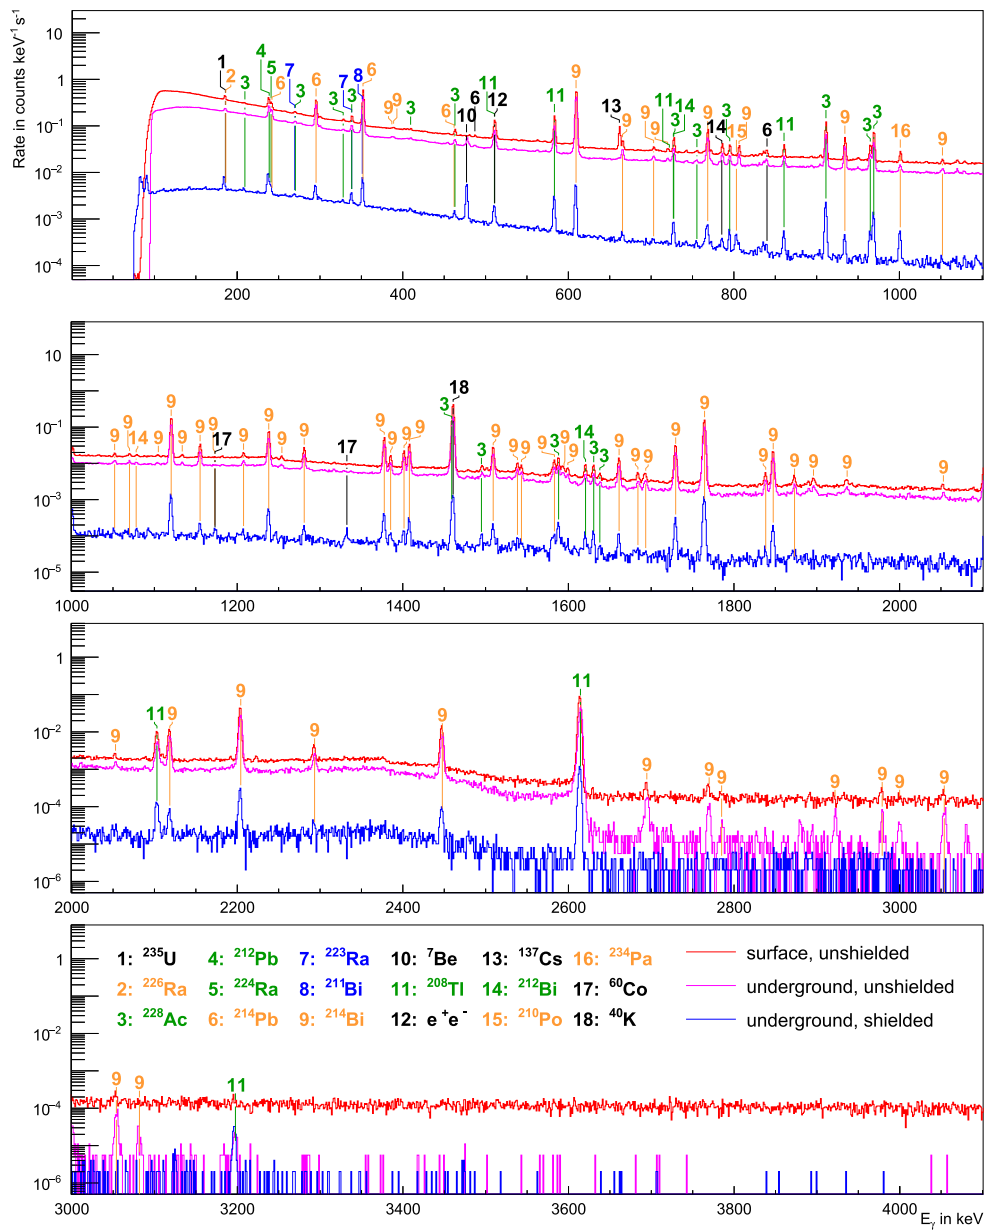 Rate in counts keV⁻¹ s⁻¹
10
1
10⁻¹
10⁻²
10⁻³
10⁻⁴
1 2 3 4 5 6 3 7 6 3 7 3 8 6 9 9 3 6 3 10 6 11 12 11 9 13 9 9 9 11 3 14 3 9 14 3 15 9 6 11 3 9 3 3 16 9
200 400 600 800 1000
10
10⁻¹
10⁻³
10⁻⁵
9 9 14 9 9 9 9 9 17 9 9 9 9 17 9 9 9 9 3 18 3 9 9 9 9 3 9 9 14 3 3 9 9 9 9 9 9 9 9 9 9 9
1000 1200 1400 1600 1800 2000
1
10⁻²
10⁻⁴
10⁻⁶
9 11 9 9 9 9 11 9 9 9 9 9 9 9
2000 2200 2400 2600 2800 3000
1
10⁻²
10⁻⁴
10⁻⁶
1: ²³⁵U 4: ²¹²Pb 7: ²²³Ra 10: ⁷Be 13: ¹³⁷Cs 16: ²³⁴Pa surface, unshielded
2: ²²⁶Ra 5: ²²⁴Ra 8: ²¹¹Bi 11: ²⁰⁸Tl 14: ²¹²Bi 17: ⁶⁰Co underground, unshielded
3: ²²⁸Ac 6: ²¹⁴Pb 9: ²¹⁴Bi 12: e⁺e⁻ 15: ²¹⁰Po 18: ⁴⁰K underground, shielded
9 9 11
3000 3200 3400 3600 3800 4000
Eᵧ in keV